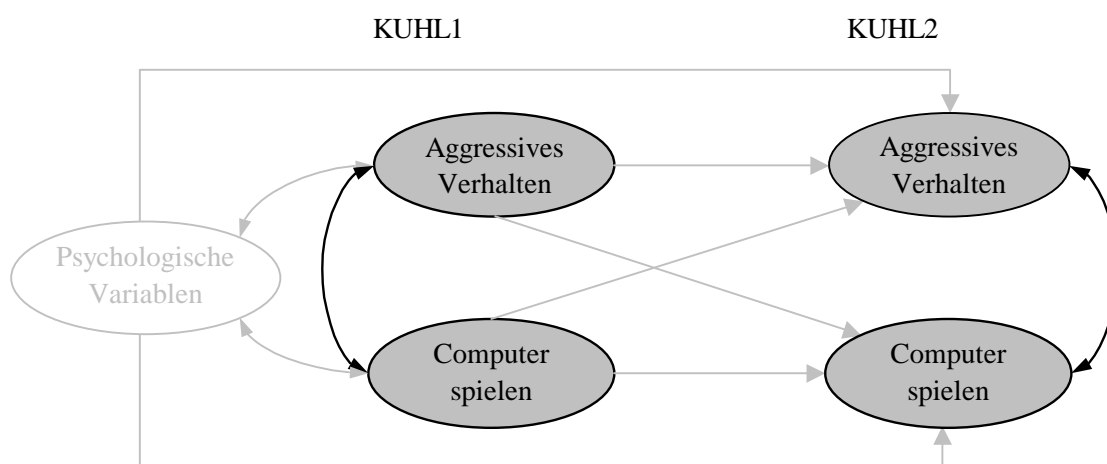 KUHL1
KUHL2
Aggressives
Verhalten
Aggressives
Verhalten
Psychologische
Variablen
Computer
spielen
Computer
spielen